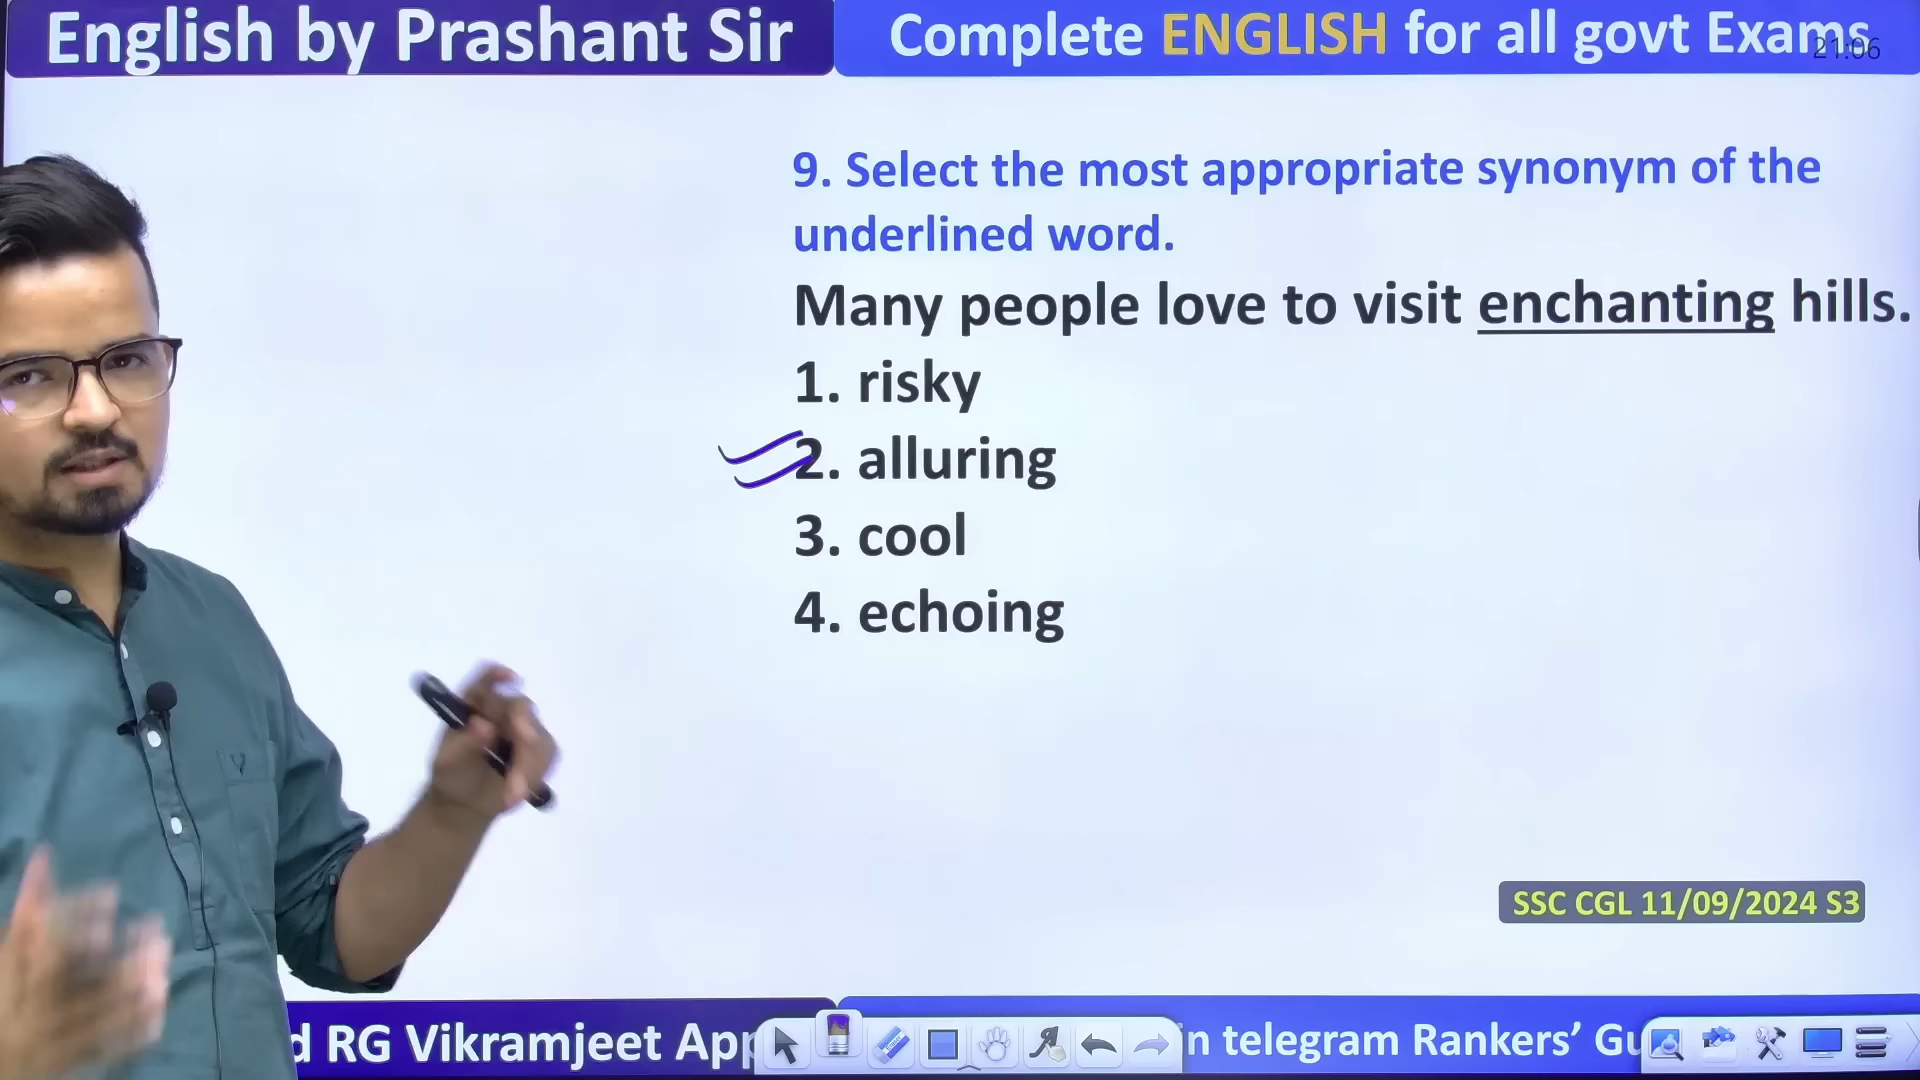 English by Prashant Sir
Complete ENGLISH for all govt Exams
21:06
9. Select the most appropriate synonym of the
underlined word.
Many people love to visit enchanting hills.
1. risky
2. alluring
3. cool
4. echoing
SSC CGL 11/09/2024 S3
RG Vikramjeet App
in telegram Rankers’